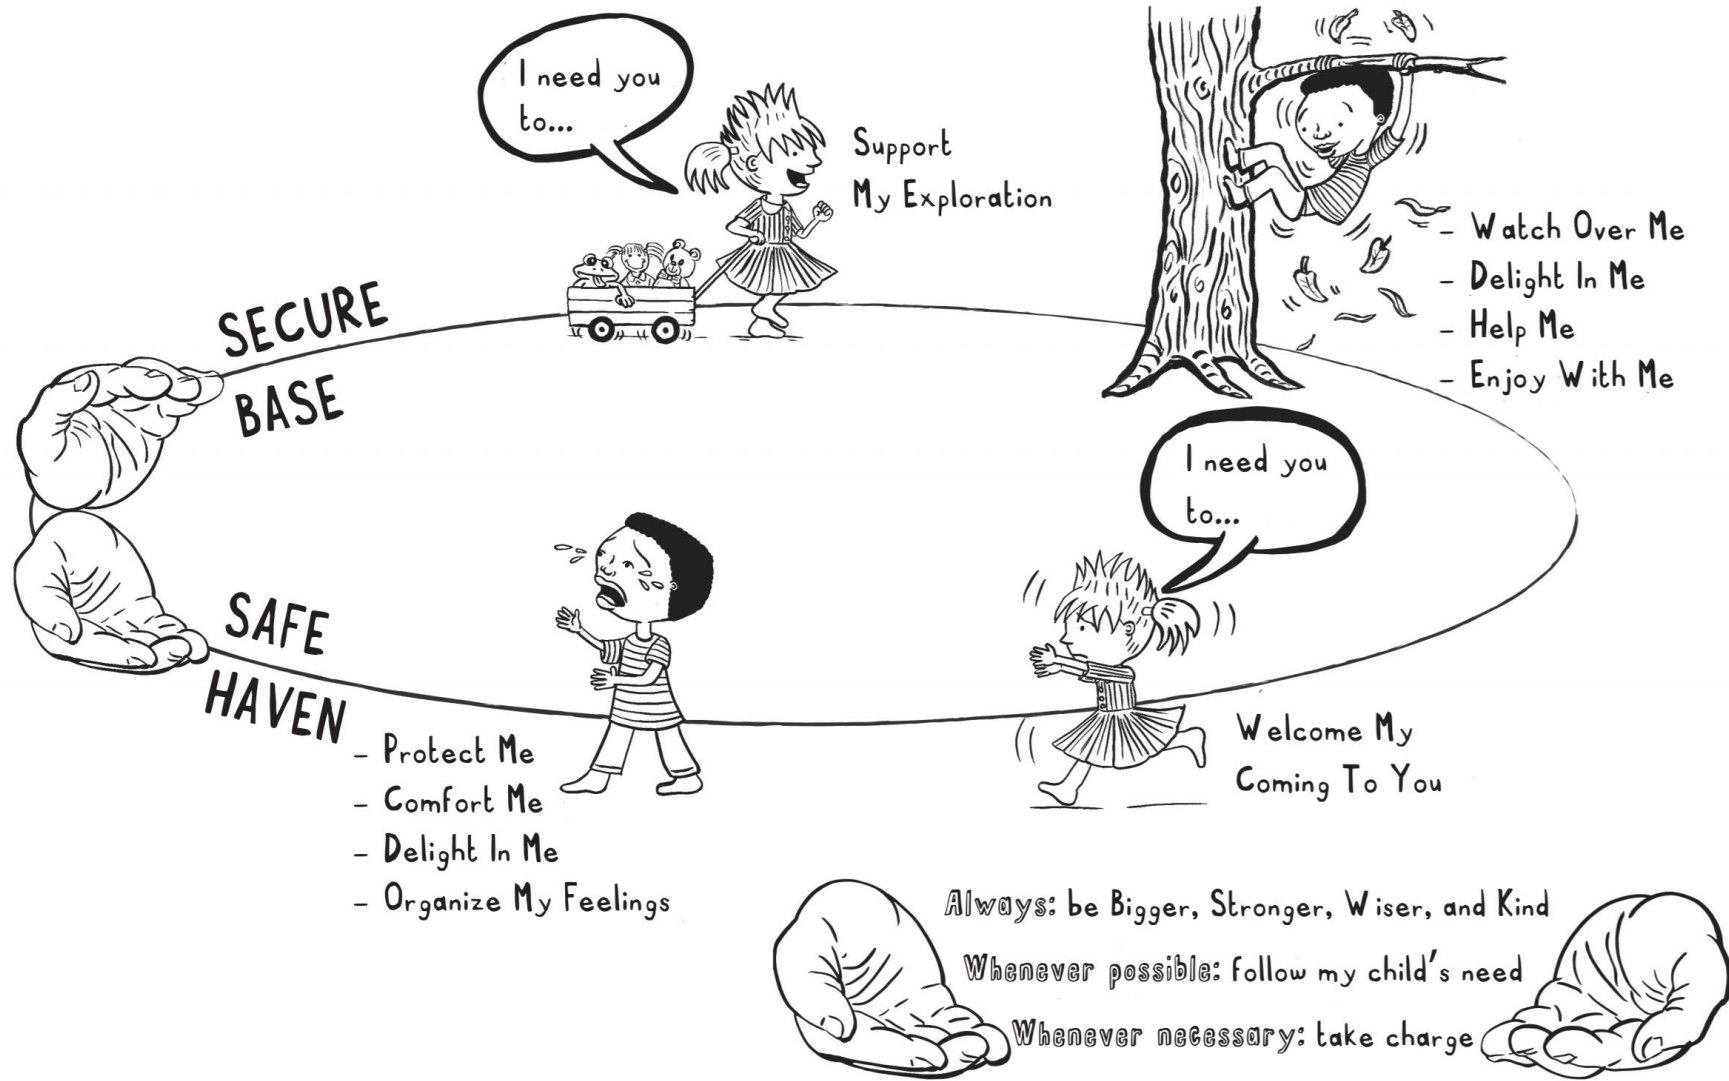 I need you
to...
Support
My Exploration
- Watch Over Me
- Delight In Me
- Help Me
- Enjoy With Me
SECURE
BASE
I need you
to...
SAFE
HAVEN
Welcome My
Coming To You
- Protect Me
- Comfort Me
- Delight In Me
- Organize My Feelings
Always: be Bigger, Stronger, Wiser, and Kind
Whenever possible: follow my child's need
Whenever necessary: take charge